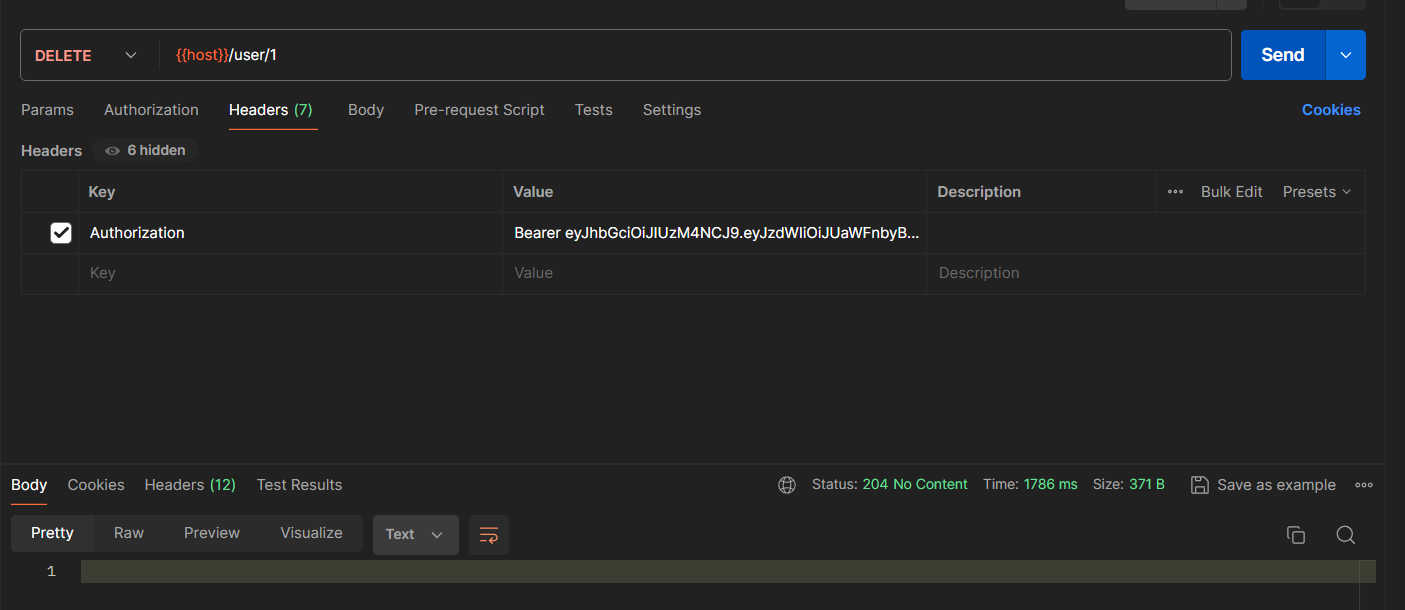 DELETE {{host}}/user/1 Send
Params Authorization Headers (7) Body Pre-request Script Tests Settings Cookies
Headers 6 hidden
Key Value Description Bulk Edit Presets
Authorization Bearer eyJhbGciOiJIUzM4NCJ9.eyJzdWIiOiJUaWFnbyB...
Key Value Description
Body Cookies Headers (12) Test Results Status: 204 No Content Time: 1786 ms Size: 371 B Save as example
Pretty Raw Preview Visualize Text
1